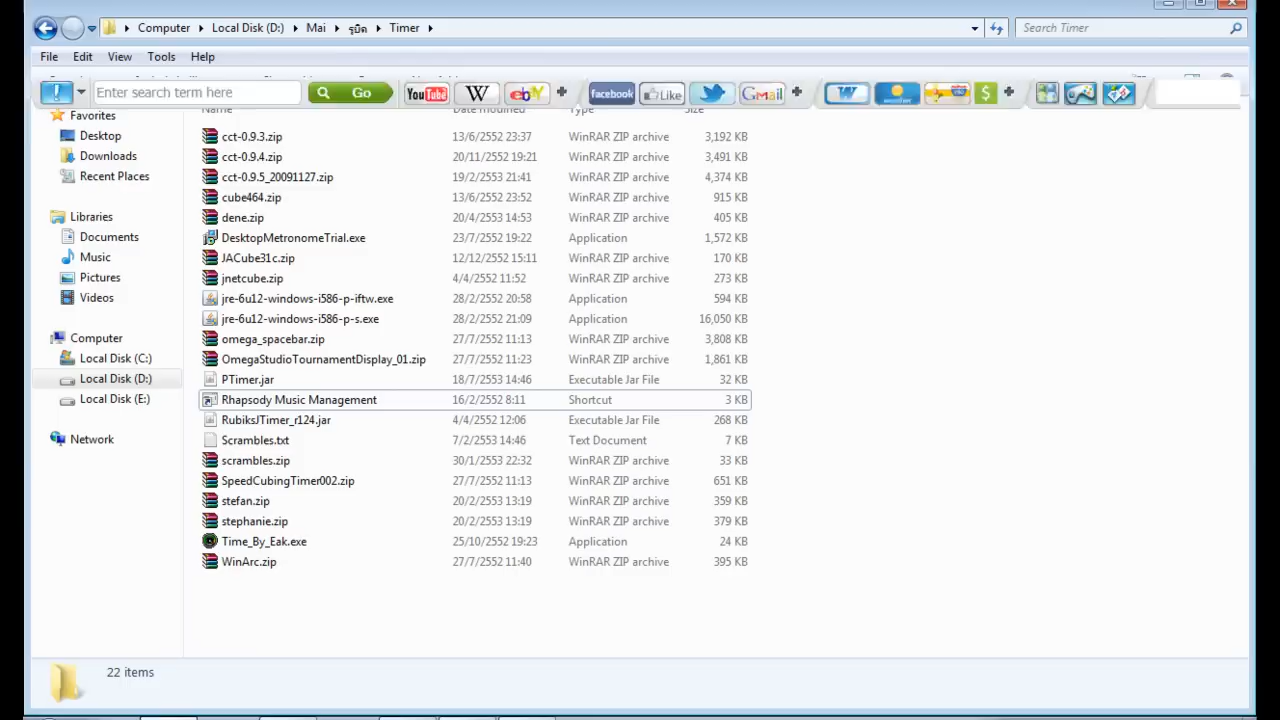 Computer Local Disk (D:) Mai รูบิค Timer Search Timer
File Edit View Tools Help
Enter search term here Go YouTube W ebY facebook Like Gmail W $
Name Date modified Type Size
Favorites
Desktop
Downloads
Recent Places
Libraries
Documents
Music
Pictures
Videos
Computer
Local Disk (C:)
Local Disk (D:)
Local Disk (E:)
Network
cct-0.9.3.zip 13/6/2552 23:37 WinRAR ZIP archive 3,192 KB
cct-0.9.4.zip 20/11/2552 19:21 WinRAR ZIP archive 3,491 KB
cct-0.9.5_20091127.zip 19/2/2553 21:41 WinRAR ZIP archive 4,374 KB
cube464.zip 13/6/2552 23:52 WinRAR ZIP archive 915 KB
dene.zip 20/4/2553 14:53 WinRAR ZIP archive 405 KB
DesktopMetronomeTrial.exe 23/7/2552 19:22 Application 1,572 KB
JACube31c.zip 12/12/2552 15:11 WinRAR ZIP archive 170 KB
jnetcube.zip 4/4/2552 11:52 WinRAR ZIP archive 273 KB
jre-6u12-windows-i586-p-iftw.exe 28/2/2552 20:58 Application 594 KB
jre-6u12-windows-i586-p-s.exe 28/2/2552 21:09 Application 16,050 KB
omega_spacebar.zip 27/7/2552 11:13 WinRAR ZIP archive 3,808 KB
OmegaStudioTournamentDisplay_01.zip 27/7/2552 11:23 WinRAR ZIP archive 1,861 KB
PTimer.jar 18/7/2553 14:46 Executable Jar File 32 KB
Rhapsody Music Management 16/2/2552 8:11 Shortcut 3 KB
RubiksJTimer_r124.jar 4/4/2552 12:06 Executable Jar File 268 KB
Scrambles.txt 7/2/2553 14:46 Text Document 7 KB
scrambles.zip 30/1/2553 22:32 WinRAR ZIP archive 33 KB
SpeedCubingTimer002.zip 27/7/2552 11:13 WinRAR ZIP archive 651 KB
stefan.zip 20/2/2553 13:19 WinRAR ZIP archive 359 KB
stephanie.zip 20/2/2553 13:19 WinRAR ZIP archive 379 KB
Time_By_Eak.exe 25/10/2552 19:23 Application 24 KB
WinArc.zip 27/7/2552 11:40 WinRAR ZIP archive 395 KB
22 items